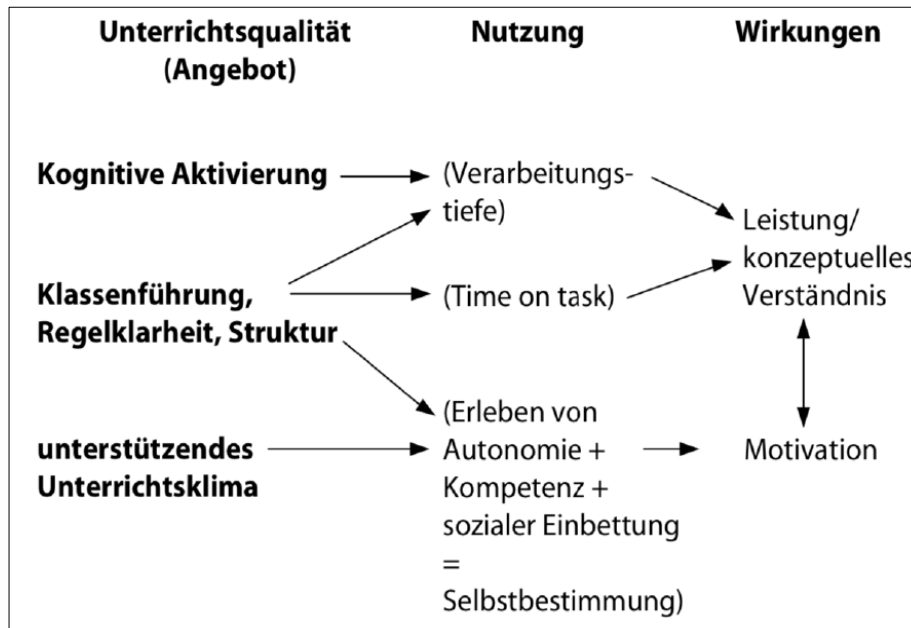 Unterrichtsqualität
(Angebot)
Nutzung
Wirkungen
Kognitive Aktivierung
(Verarbeitungs-
tiefe)
Leistung/
konzeptuelles
Verständnis
Klassenführung,
Regelklarheit, Struktur
(Time on task)
unterstützendes
Unterrichtsklima
(Erleben von
Autonomie +
Kompetenz +
sozialer Einbettung
=
Selbstbestimmung)
Motivation